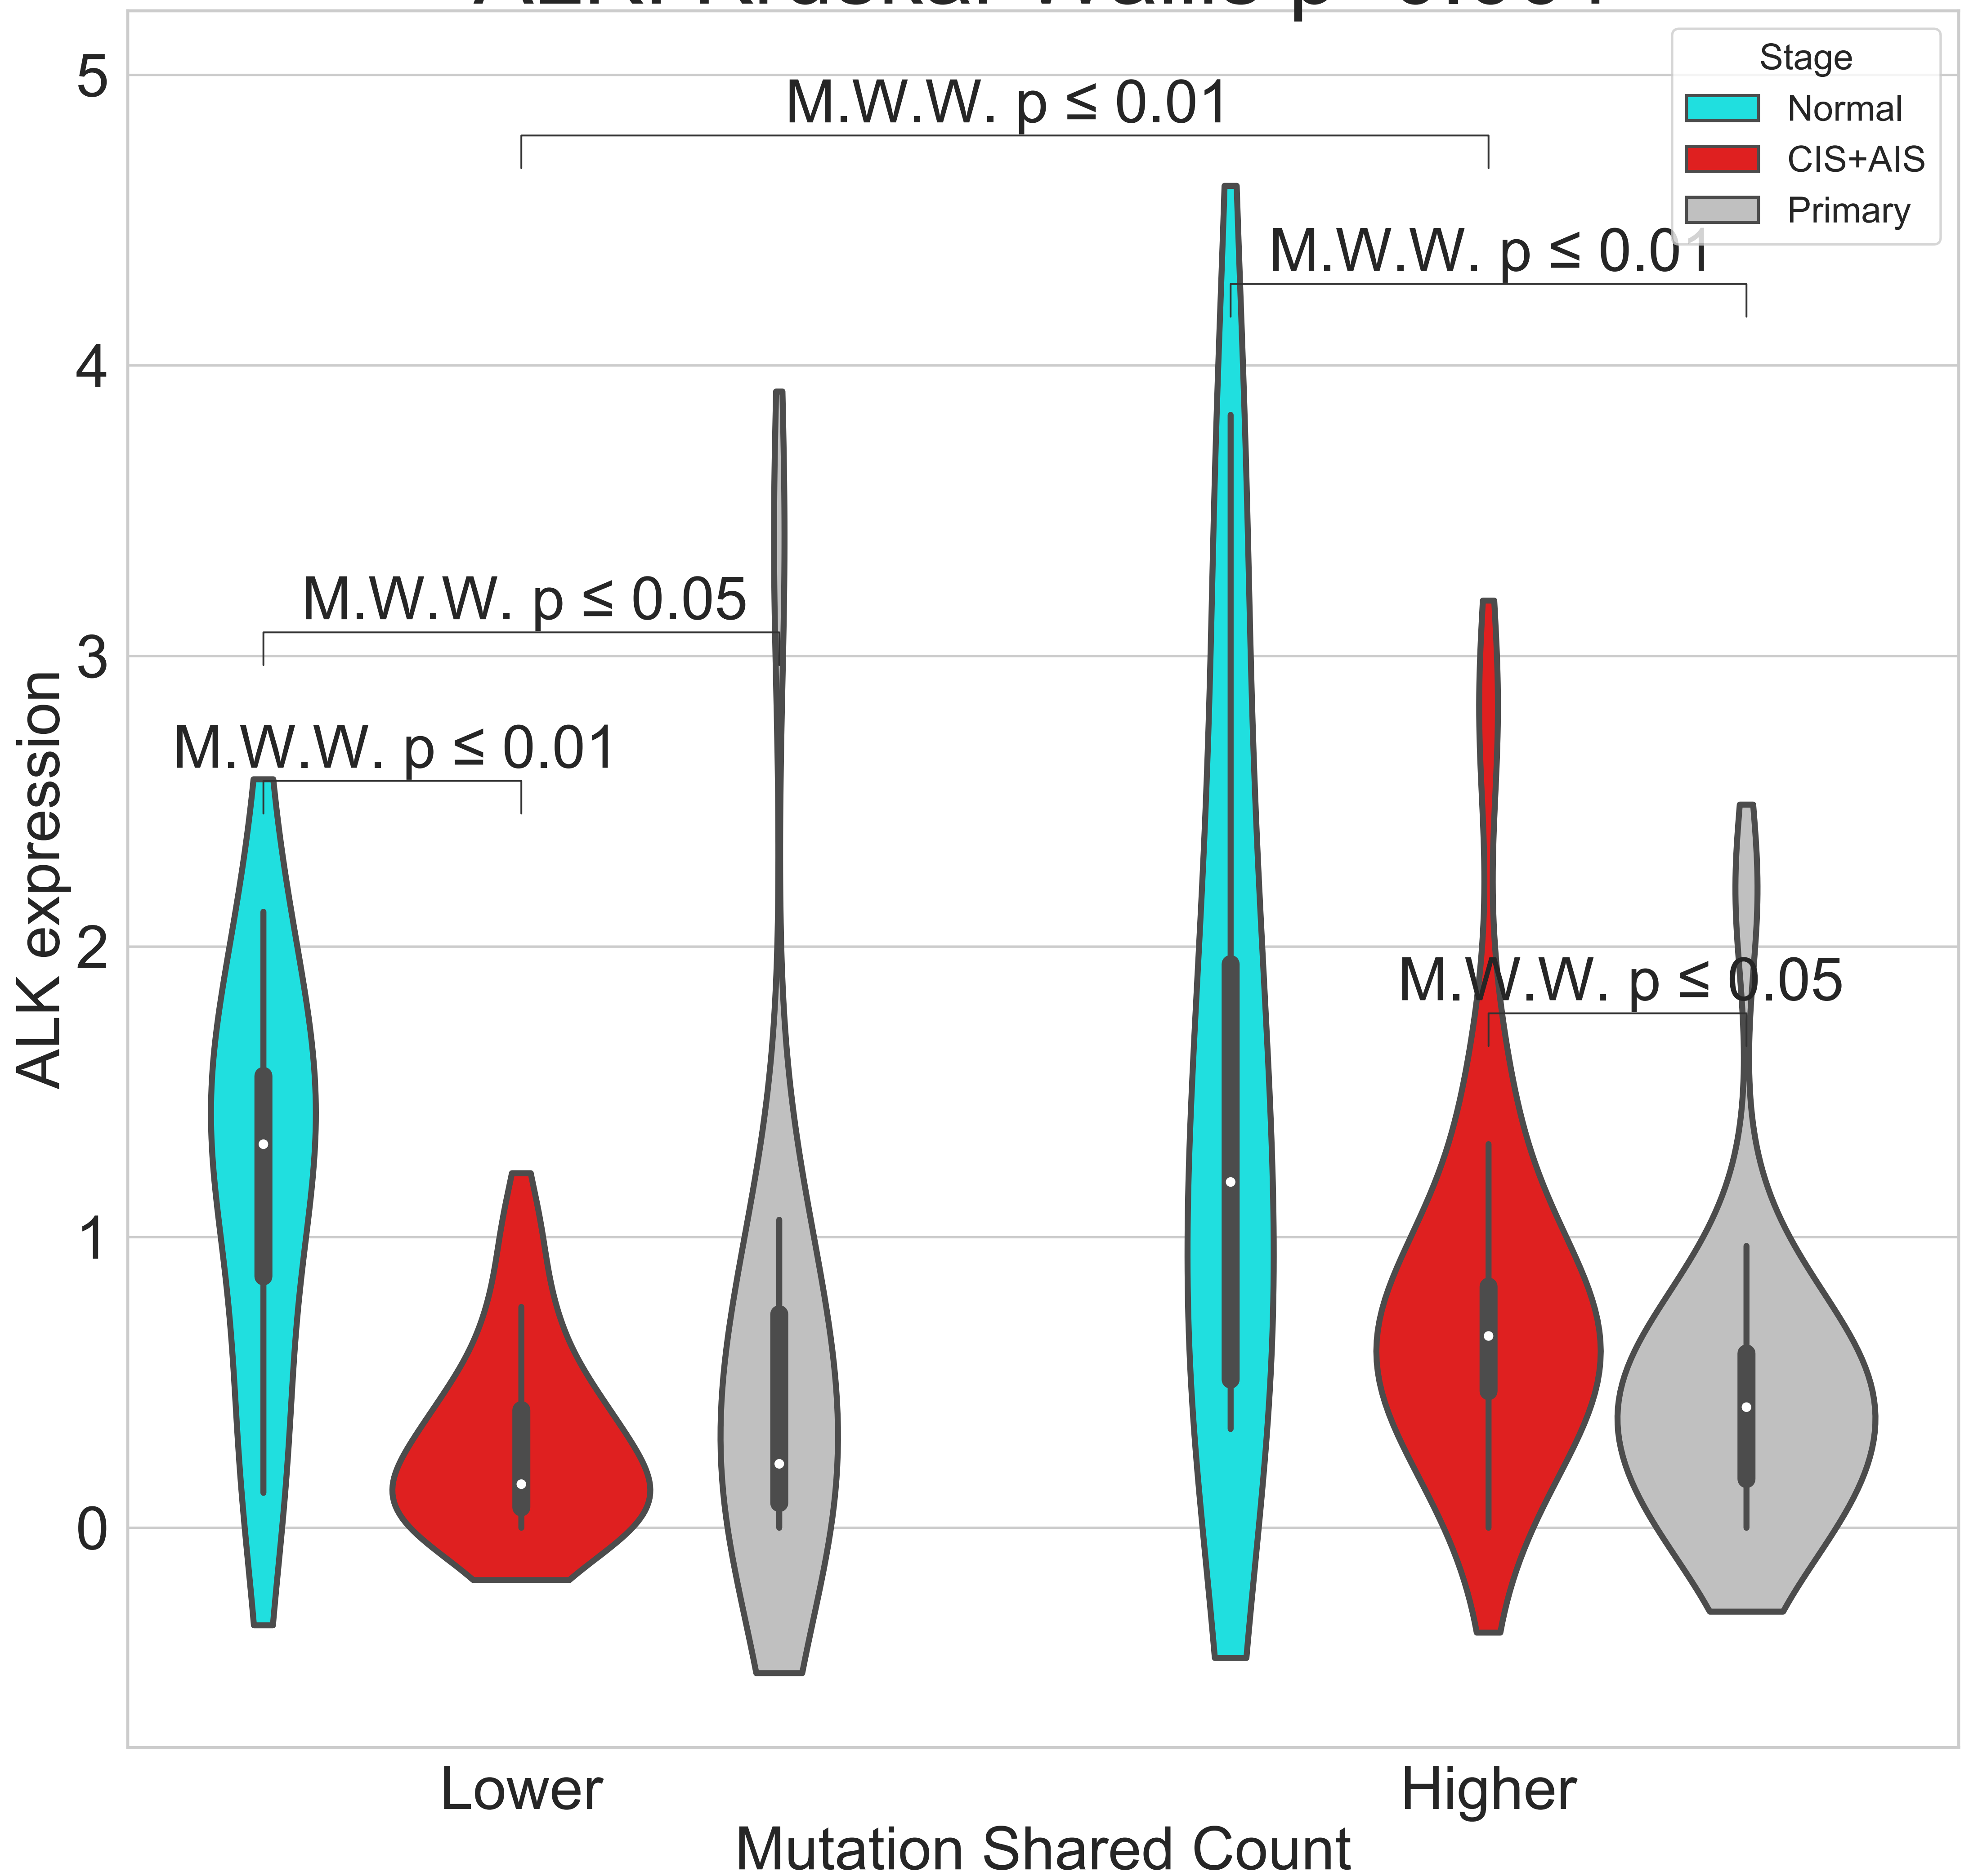 M.W.W. p ≤ 0.01
Stage
Normal
CIS+AIS
Primary
M.W.W. p ≤ 0.01
M.W.W. p ≤ 0.05
M.W.W. p ≤ 0.01
M.W.W. p ≤ 0.05
ALK expression
5
4
3
2
1
0
Lower
Higher
Mutation Shared Count